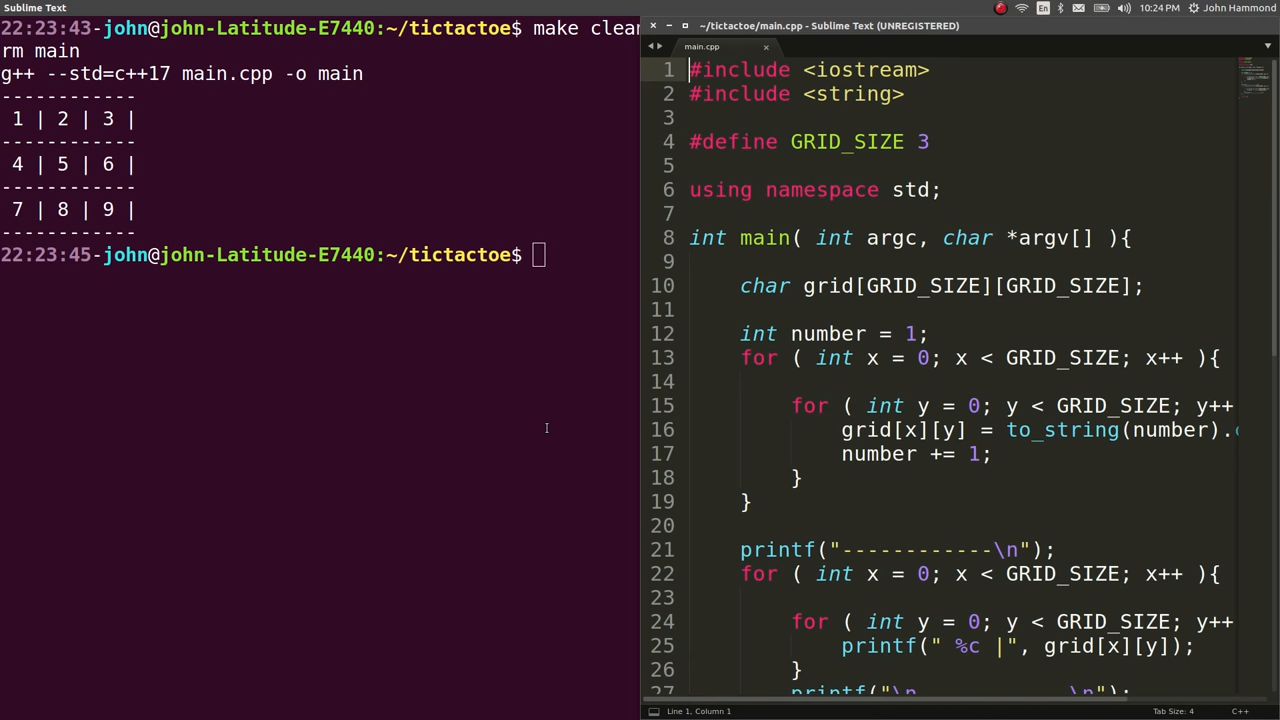 Sublime Text
En
10:24 PM
John Hammond
22:23:43-john@john-Latitude-E7440:~/tictactoe$ make clean
rm main
g++ --std=c++17 main.cpp -o main
------------
 1 | 2 | 3 |
------------
 4 | 5 | 6 |
------------
 7 | 8 | 9 |
------------
22:23:45-john@john-Latitude-E7440:~/tictactoe$
~/tictactoe/main.cpp - Sublime Text (UNREGISTERED)
main.cpp
1 #include <iostream>
2 #include <string>
3
4 #define GRID_SIZE 3
5
6 using namespace std;
7
8 int main( int argc, char *argv[] ){
9
10     char grid[GRID_SIZE][GRID_SIZE];
11
12     int number = 1;
13     for ( int x = 0; x < GRID_SIZE; x++ ){
14
15         for ( int y = 0; y < GRID_SIZE; y++
16             grid[x][y] = to_string(number).c
17             number += 1;
18         }
19     }
20
21     printf("------------\n");
22     for ( int x = 0; x < GRID_SIZE; x++ ){
23
24         for ( int y = 0; y < GRID_SIZE; y++
25             printf(" %c |", grid[x][y]);
26         }
27         printf("\n------------\n");
Line 1, Column 1
Tab Size: 4
C++